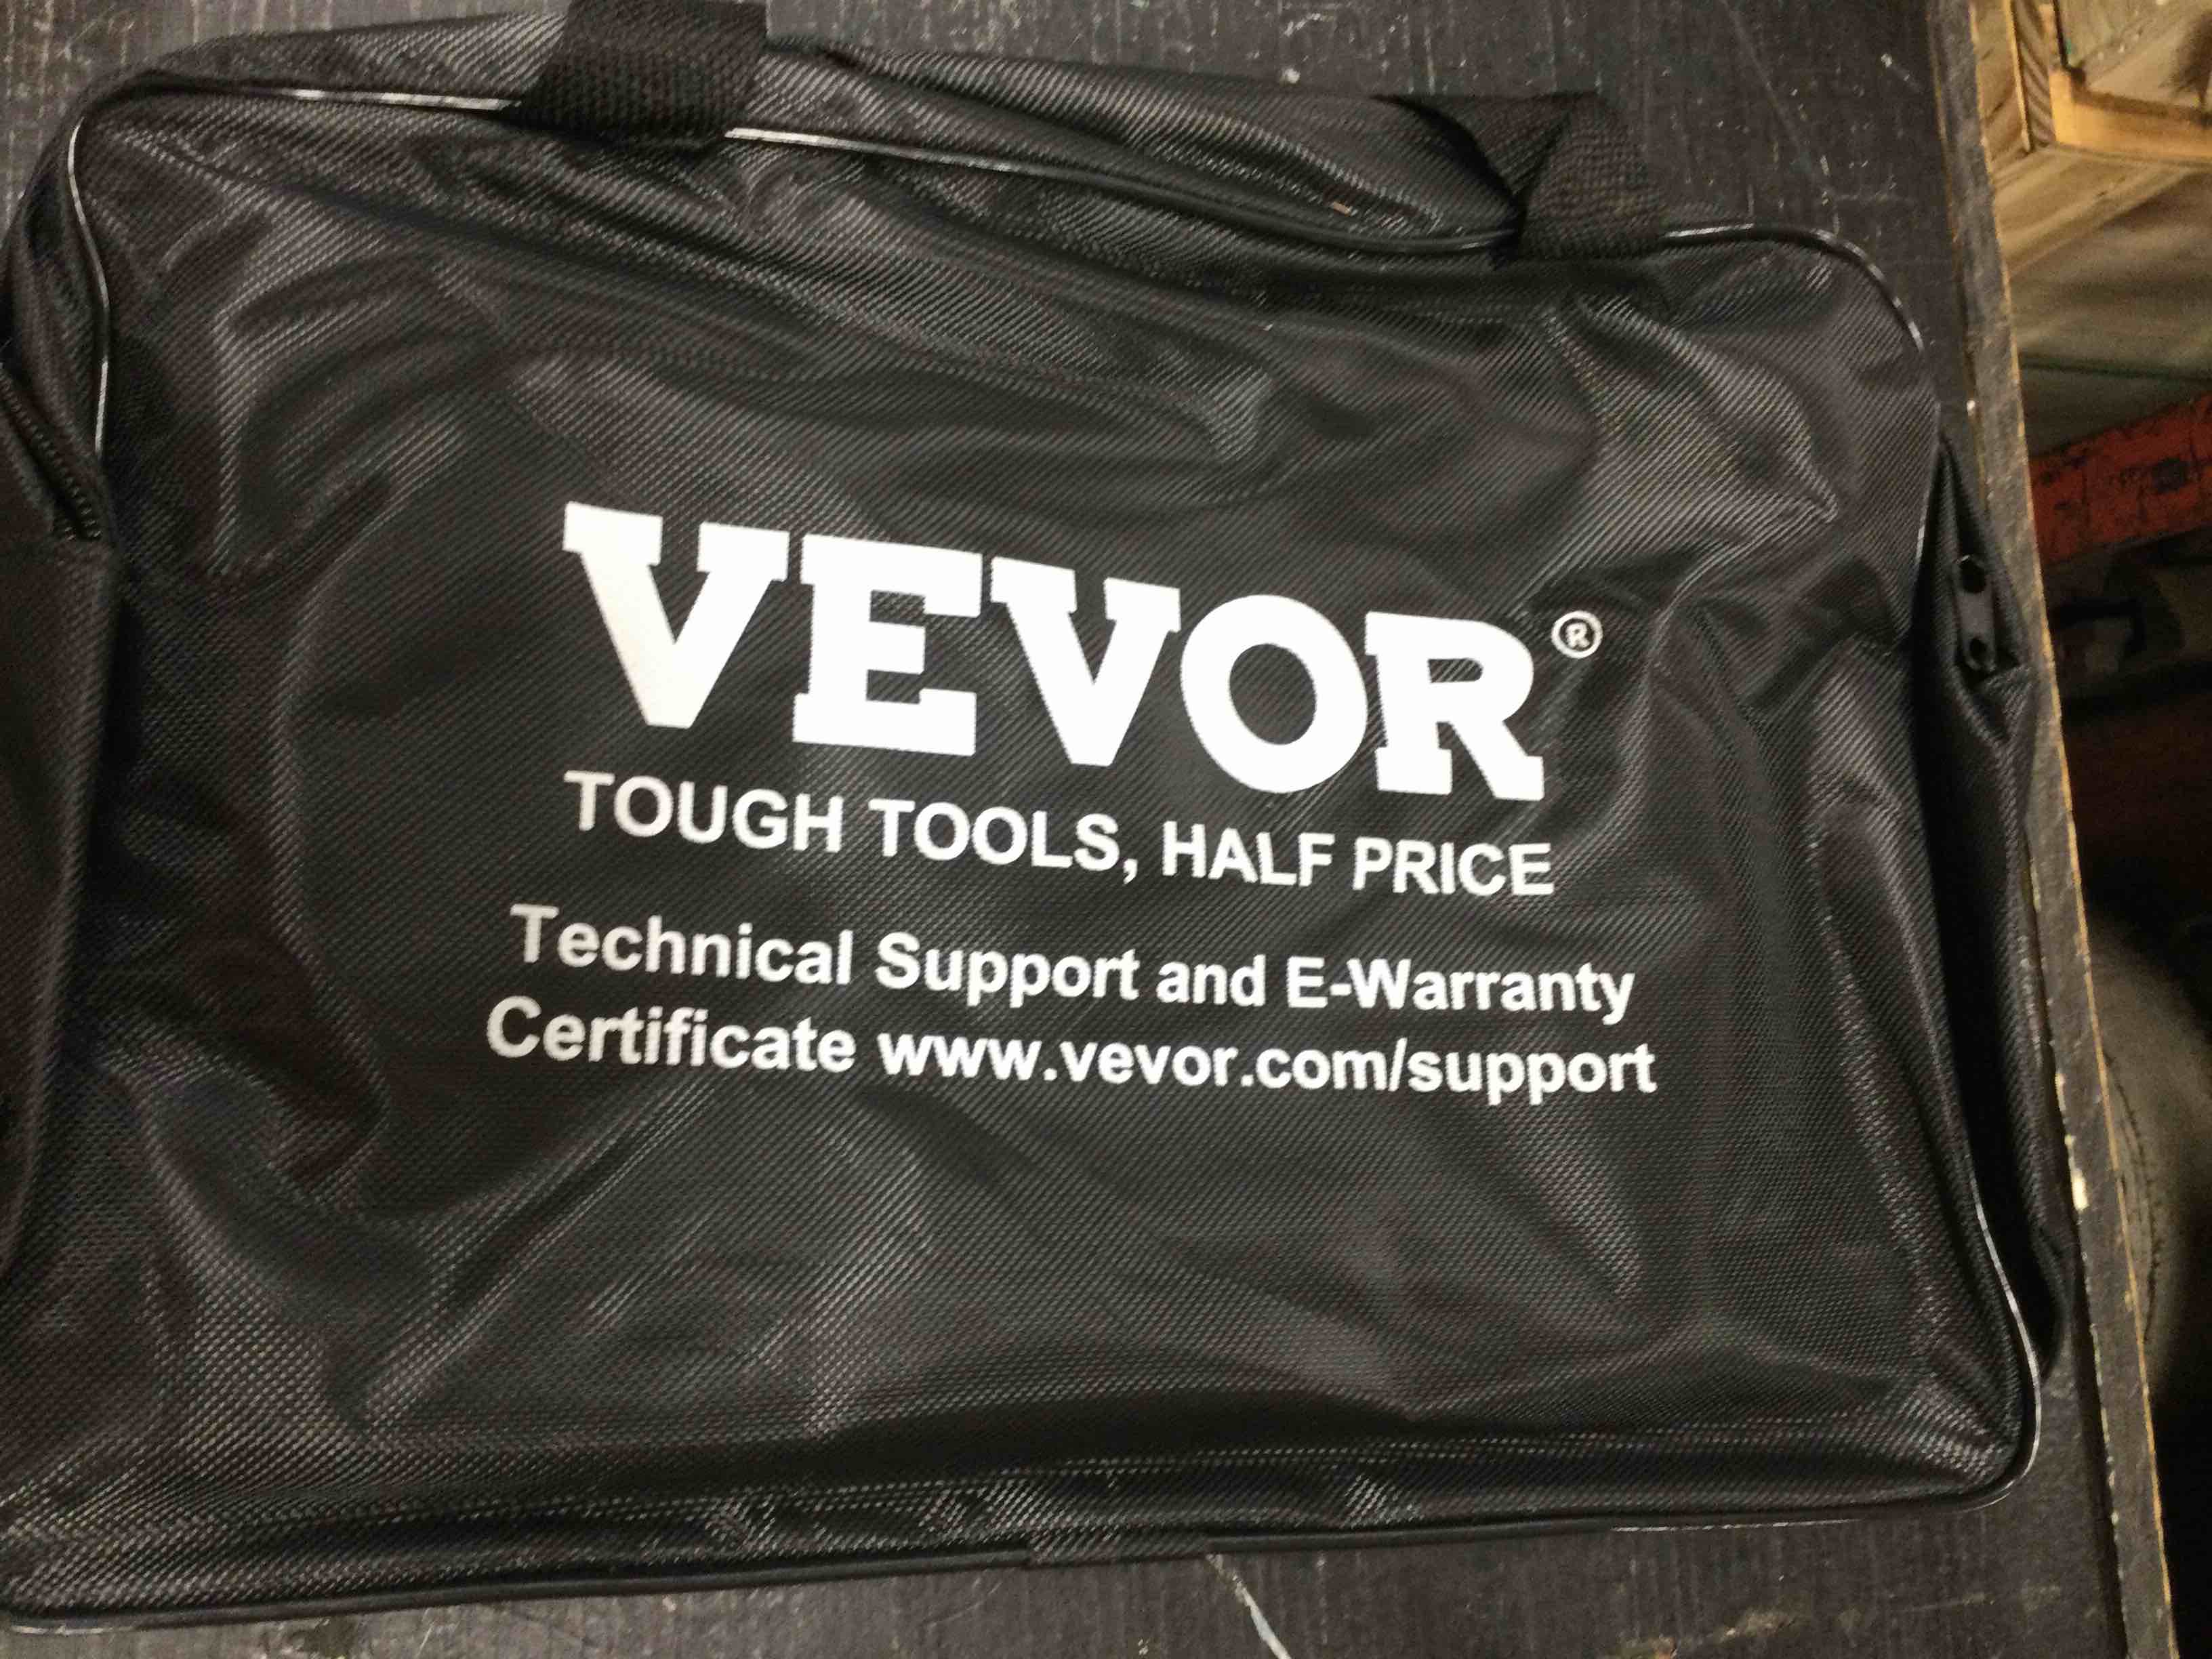 VEVOR®
TOUGH TOOLS, HALF PRICE
Technical Support and E-Warranty
Certificate www.vevor.com/support